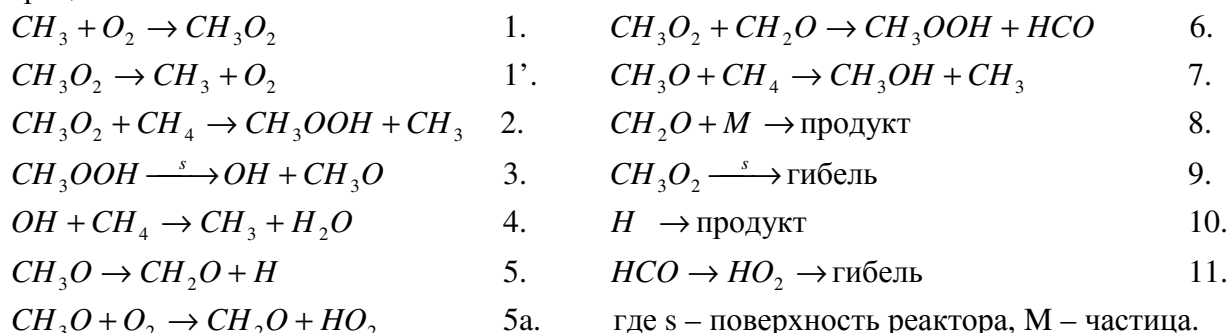 CH₃ + O₂ → CH₃O₂ 1. CH₃O₂ + CH₂O → CH₃OOH + HCO 6.
CH₃O₂ → CH₃ + O₂ 1’. CH₃O + CH₄ → CH₃OH + CH₃ 7.
CH₃O₂ + CH₄ → CH₃OOH + CH₃ 2. CH₂O + M → продукт 8.
CH₃OOH —s→ OH + CH₃O 3. CH₃O₂ —s→ гибель 9.
OH + CH₄ → CH₃ + H₂O 4. H → продукт 10.
CH₃O → CH₂O + H 5. HCO → HO₂ → гибель 11.
CH₃O + O₂ → CH₂O + HO₂ 5а. где s – поверхность реактора, M – частица.